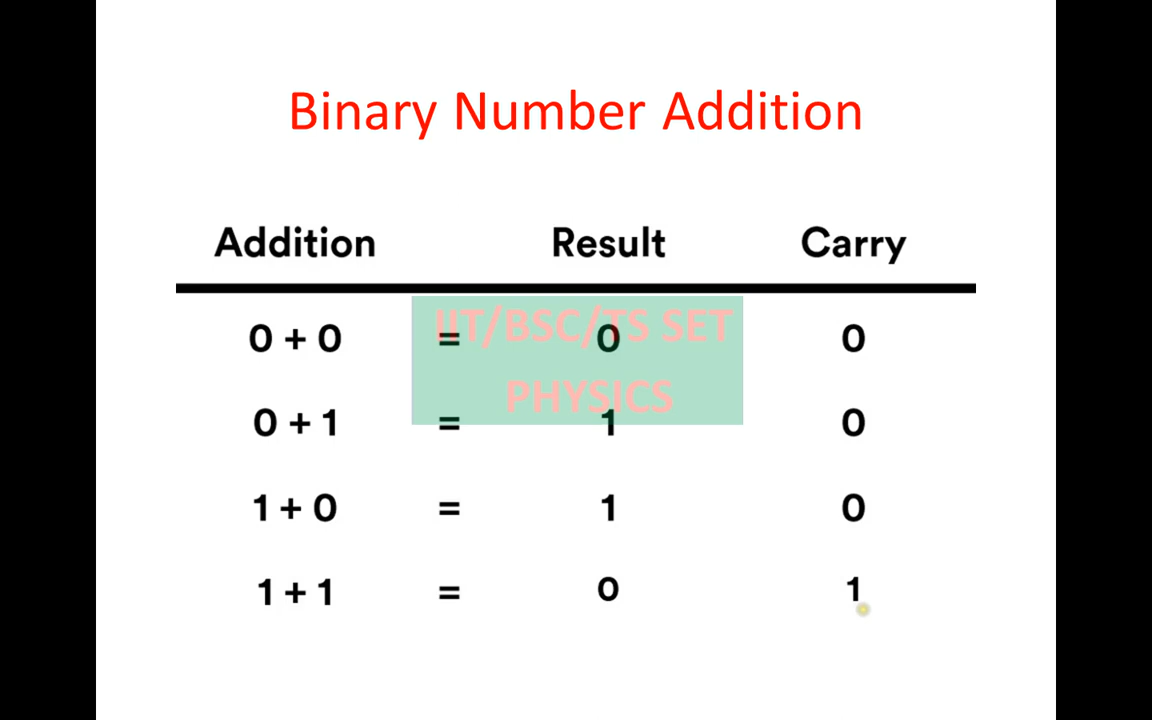 Binary Number Addition
Addition Result Carry
IIT/BSC/TS SET
PHYSICS
0 + 0 = 0 0
0 + 1 = 1 0
1 + 0 = 1 0
1 + 1 = 0 1